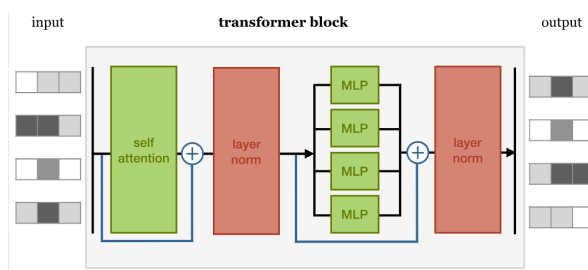 input
transformer block
output
self
attention
layer
norm
MLP
MLP
MLP
MLP
layer
norm